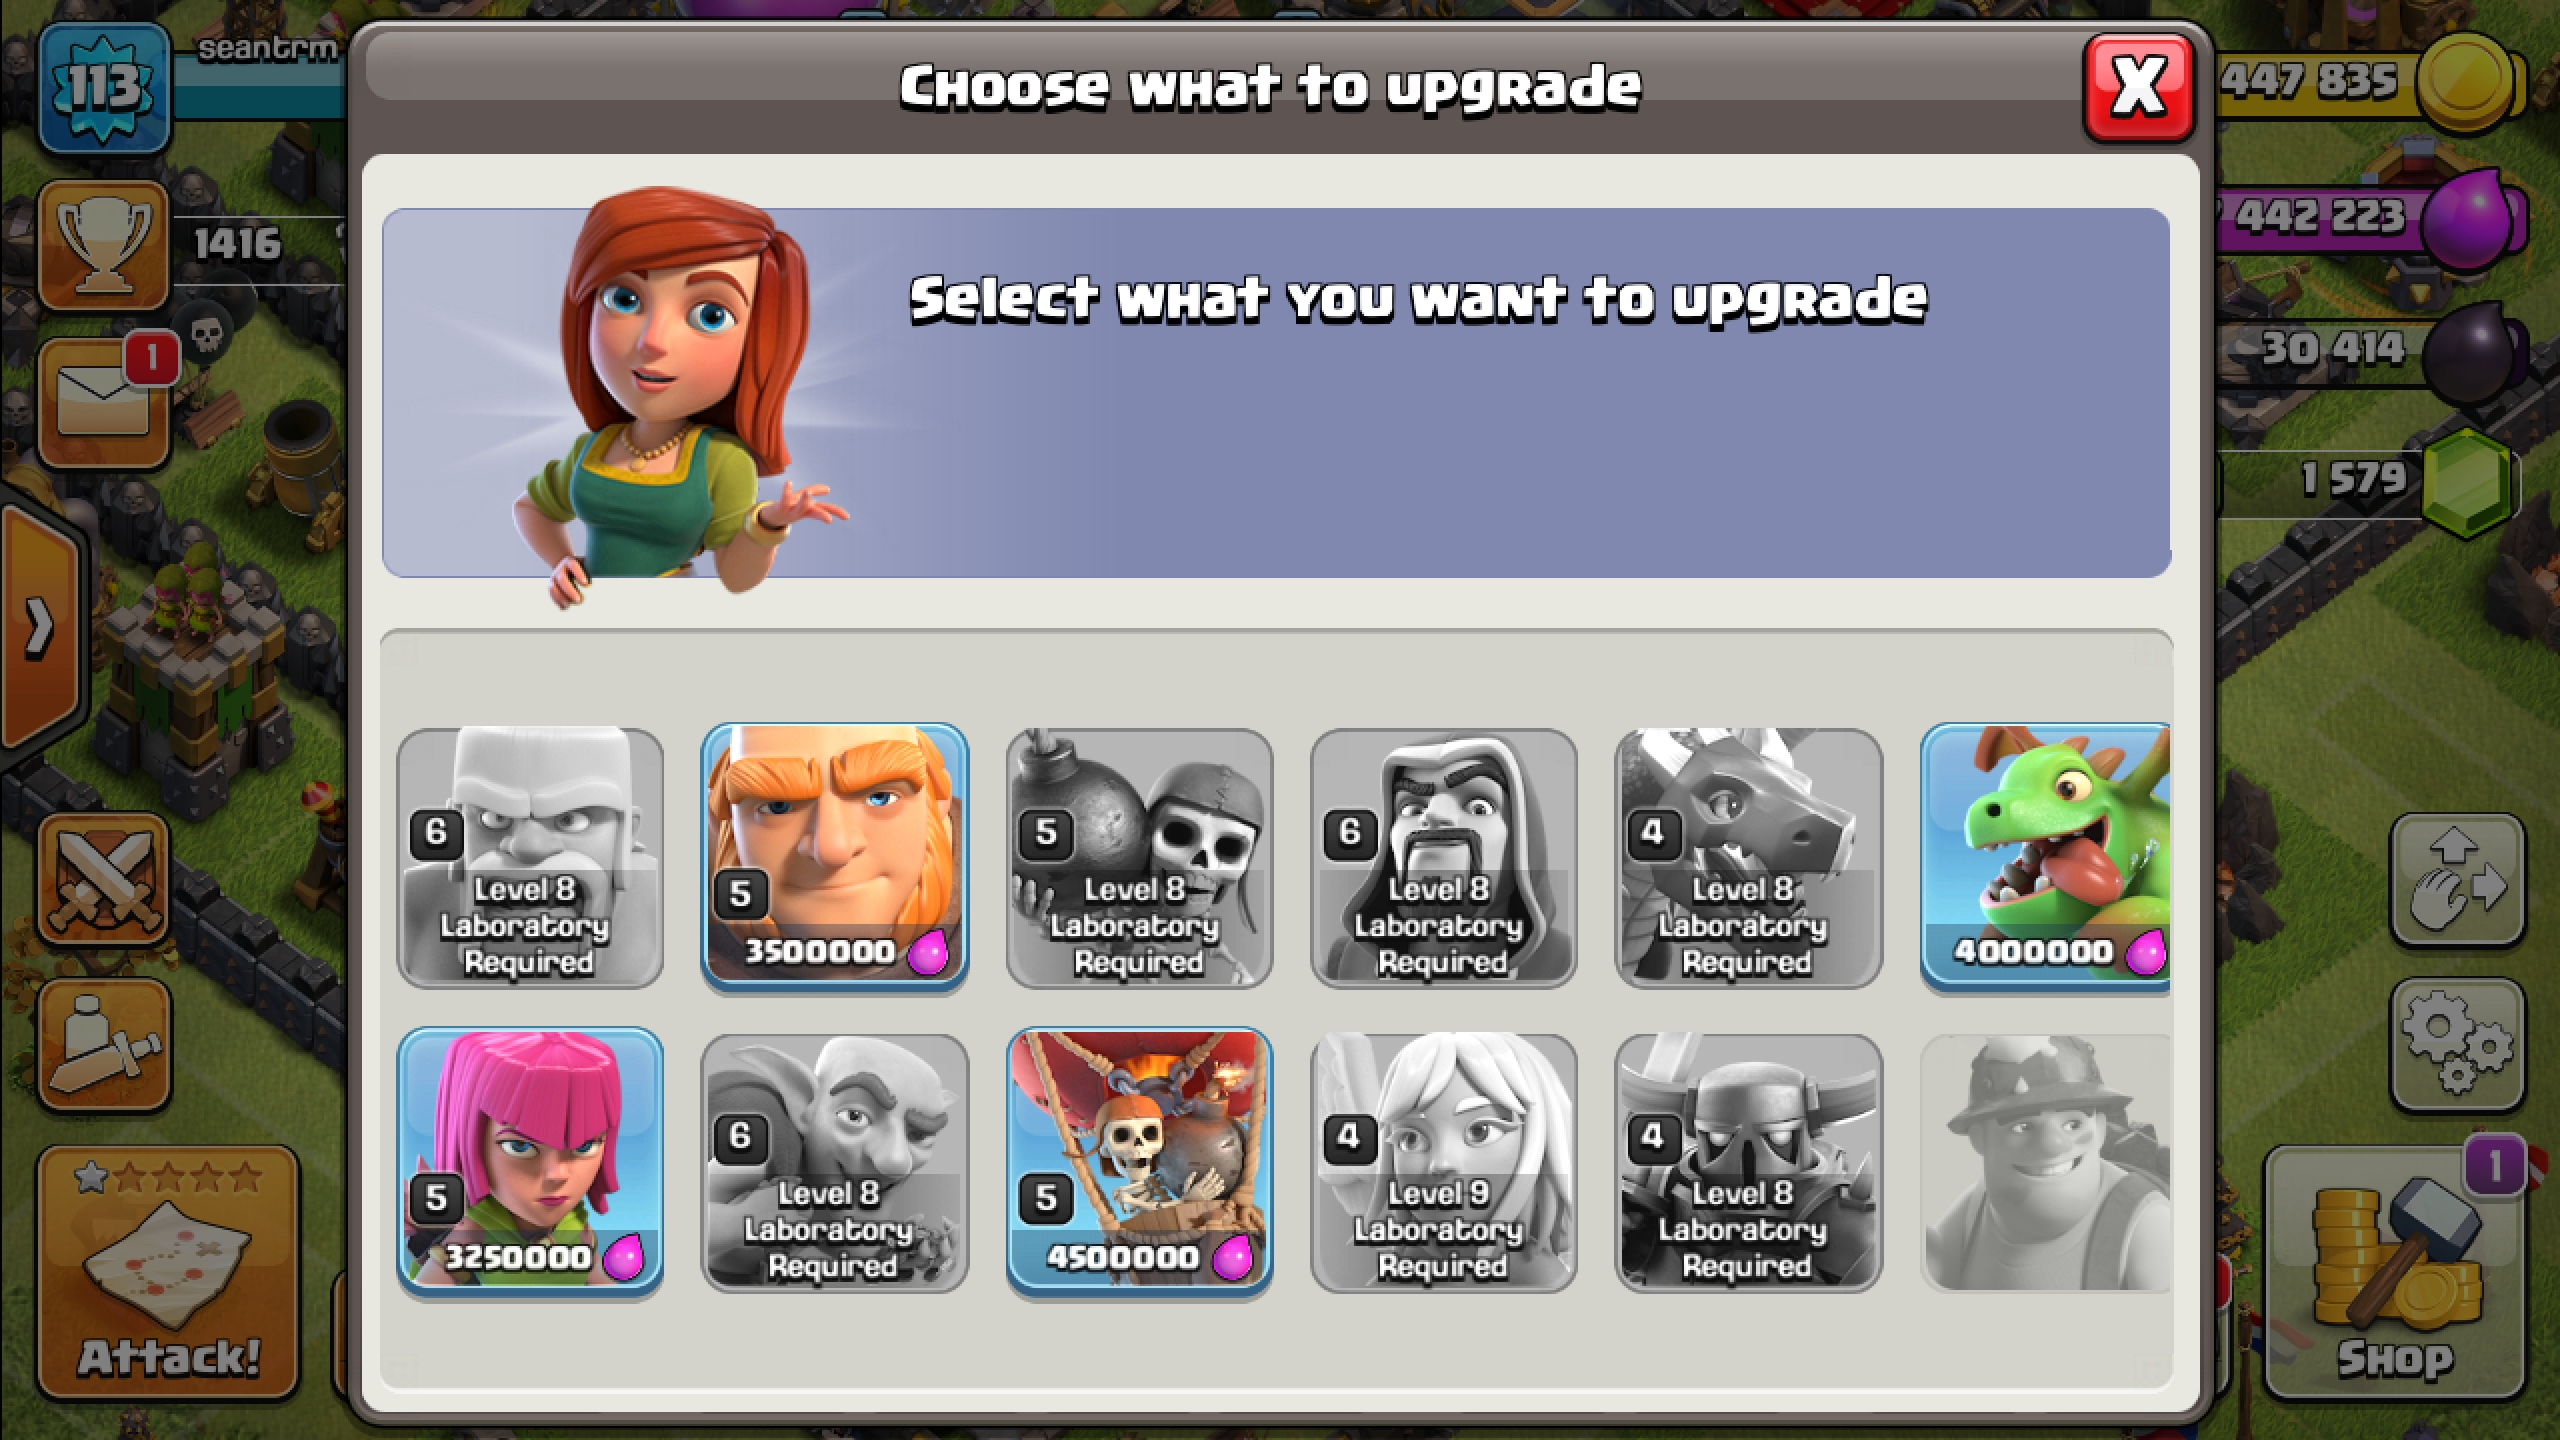 Choose what to upgrade
X
113
seantrm
1416
1
447 835
442 223
30 414
1 579
Select what you want to upgrade
6
Level 8
Laboratory
Required
5
3500000
5
Level 8
Laboratory
Required
6
Level 8
Laboratory
Required
4
Level 8
Laboratory
Required
4000000
5
3250000
6
Level 8
Laboratory
Required
5
4500000
4
Level 9
Laboratory
Required
4
Level 8
Laboratory
Required
Attack!
1
Shop